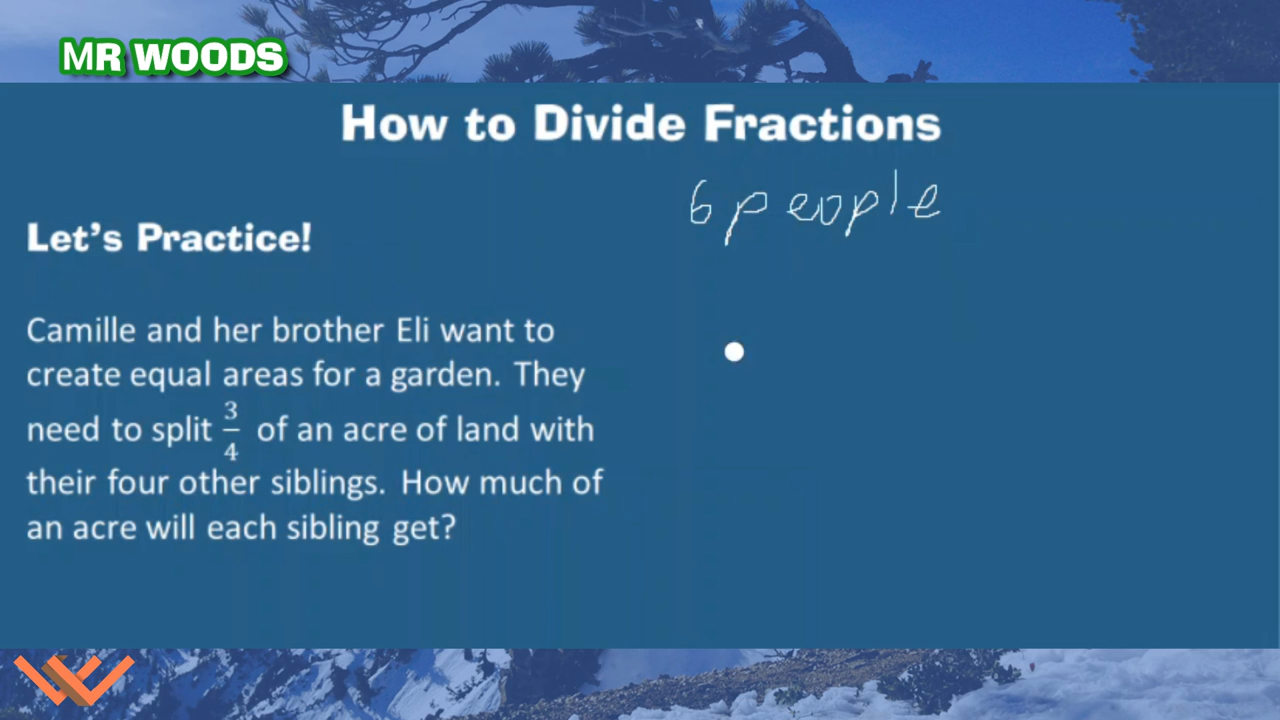 MR WOODS
How to Divide Fractions
6 people
Let's Practice!
Camille and her brother Eli want to
create equal areas for a garden. They
need to split 3/4 of an acre of land with
their four other siblings. How much of
an acre will each sibling get?